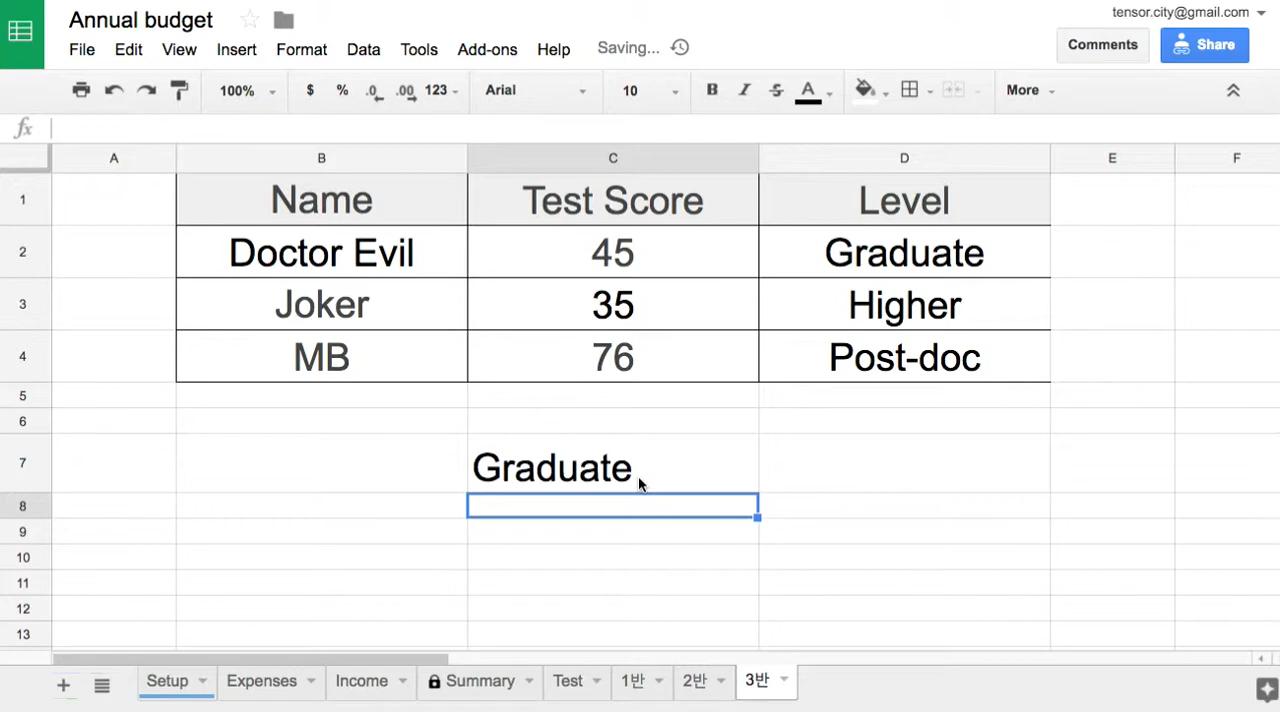 Annual budget
tensor.city@gmail.com
File Edit View Insert Format Data Tools Add-ons Help Saving...
Comments
Share
100% $ % .0 .00 123 Arial 10 B I S A More
fx
A B C D E F
1 Name Test Score Level
2 Doctor Evil 45 Graduate
3 Joker 35 Higher
4 MB 76 Post-doc
5
6
7 Graduate
8
9
10
11
12
13
Setup Expenses Income Summary Test 1반 2반 3반